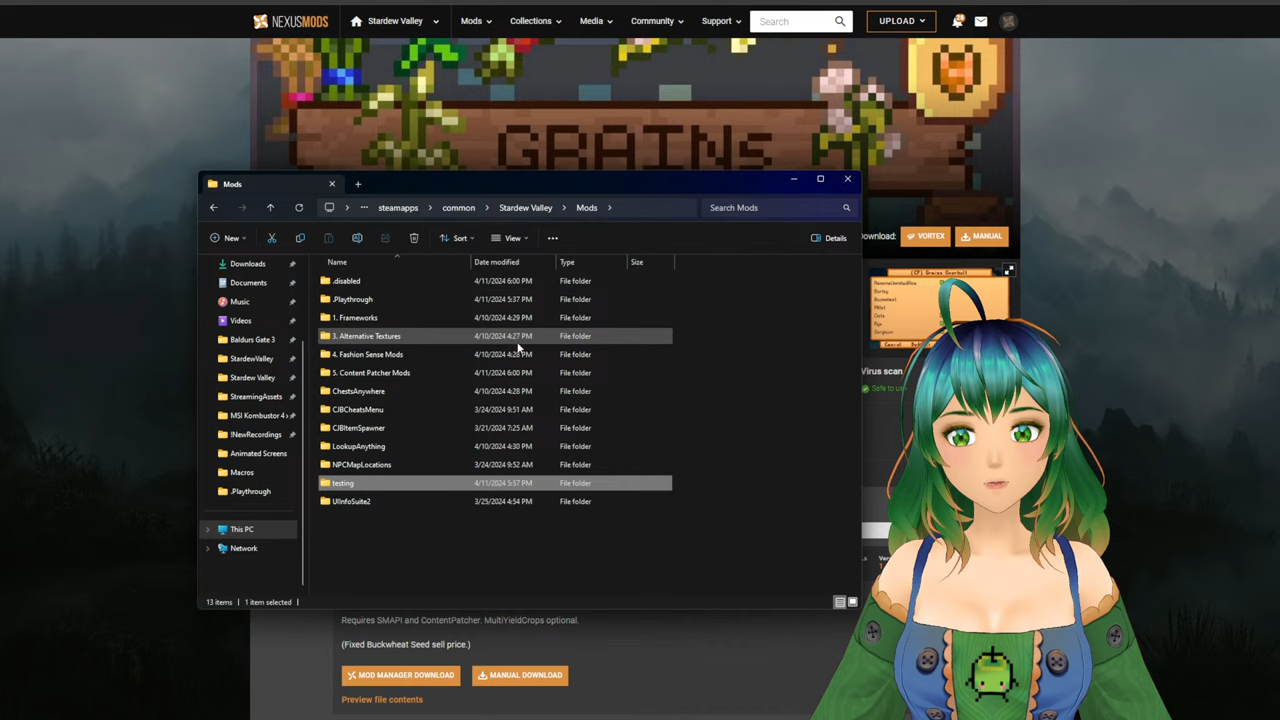 NEXUSMODS Stardew Valley Mods Collections Media Community Support Search UPLOAD
GRAINs
Mods
steamapps Stardew Valley common Mods Search Mods
Download: VORTEX MANUAL
New Sort View Details
Name Date modified Type Size
Downloads
Documents
Music
Videos
Baldurs Gate 3
StardewValley
Stardew Valley
StreamingAssets
MSI Kombustor 4
!NewRecordings
Animated Screens
Macros
.Playthrough
This PC
Network
.disabled 4/11/2024 6:00 PM File folder
.Playthrough 4/11/2024 5:37 PM File folder
1. Frameworks 4/10/2024 4:29 PM File folder
3. Alternative Textures 4/10/2024 4:27 PM File folder
4. Fashion Sense Mods 4/10/2024 4:28 PM File folder
5. Content Patcher Mods 4/11/2024 6:00 PM File folder
ChestsAnywhere 4/10/2024 4:28 PM File folder
CJBCheatsMenu 3/24/2024 9:51 AM File folder
CJBItemSpawner 3/21/2024 7:25 AM File folder
LookupAnything 4/10/2024 4:30 PM File folder
NPCMapLocations 3/24/2024 9:52 AM File folder
testing 4/11/2024 5:57 PM File folder
UIInfoSuite2 3/25/2024 4:54 PM File folder
Virus scan
Safe to us
13 items 1 item selected
Requires SMAPI and ContentPatcher. MultiYieldCrops optional.
(Fixed Buckwheat Seed sell price.)
MOD MANAGER DOWNLOAD MANUAL DOWNLOAD
Preview file contents